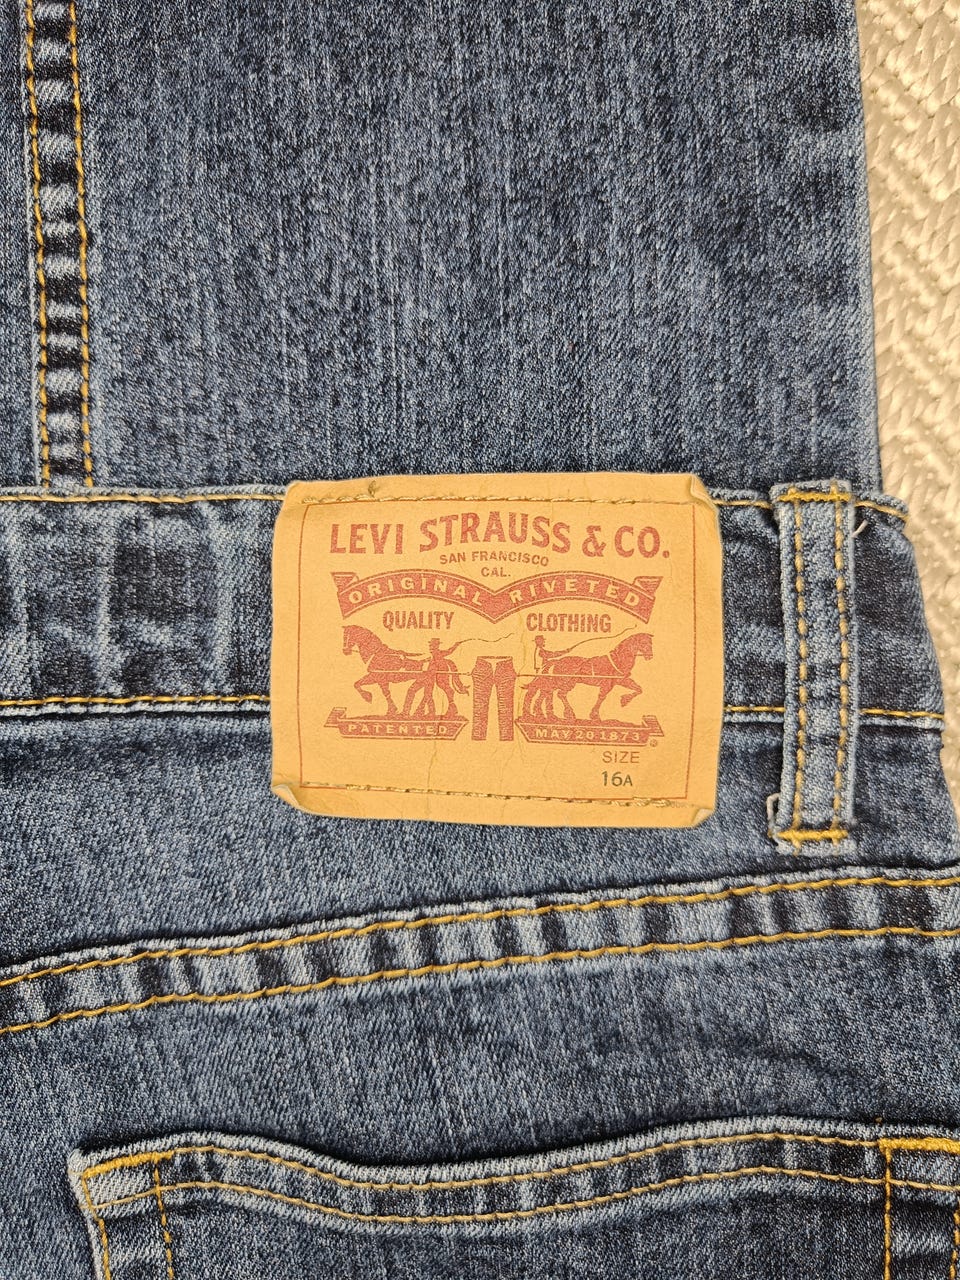 LEVI STRAUSS & CO.
SAN FRANCISCO
CAL.
ORIGINAL RIVETED
QUALITY CLOTHING
PATENTED MAY 20 1873 ®
SIZE
16A